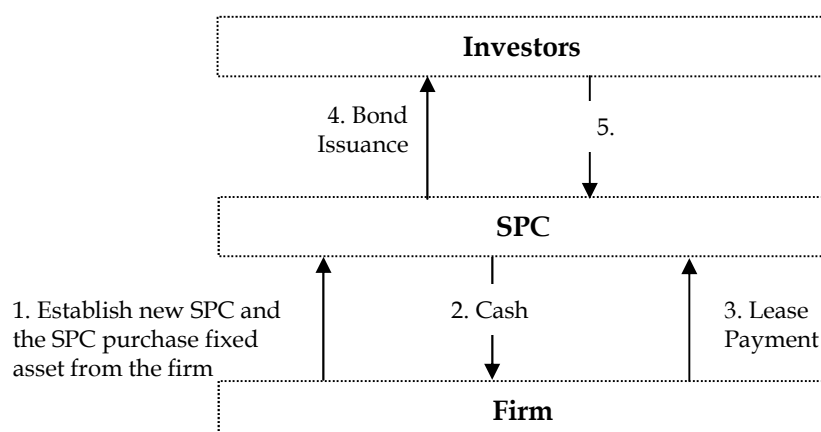 Investors
4. Bond
Issuance
5.
SPC
1. Establish new SPC and
the SPC purchase fixed
asset from the firm
2. Cash
3. Lease
Payment
Firm